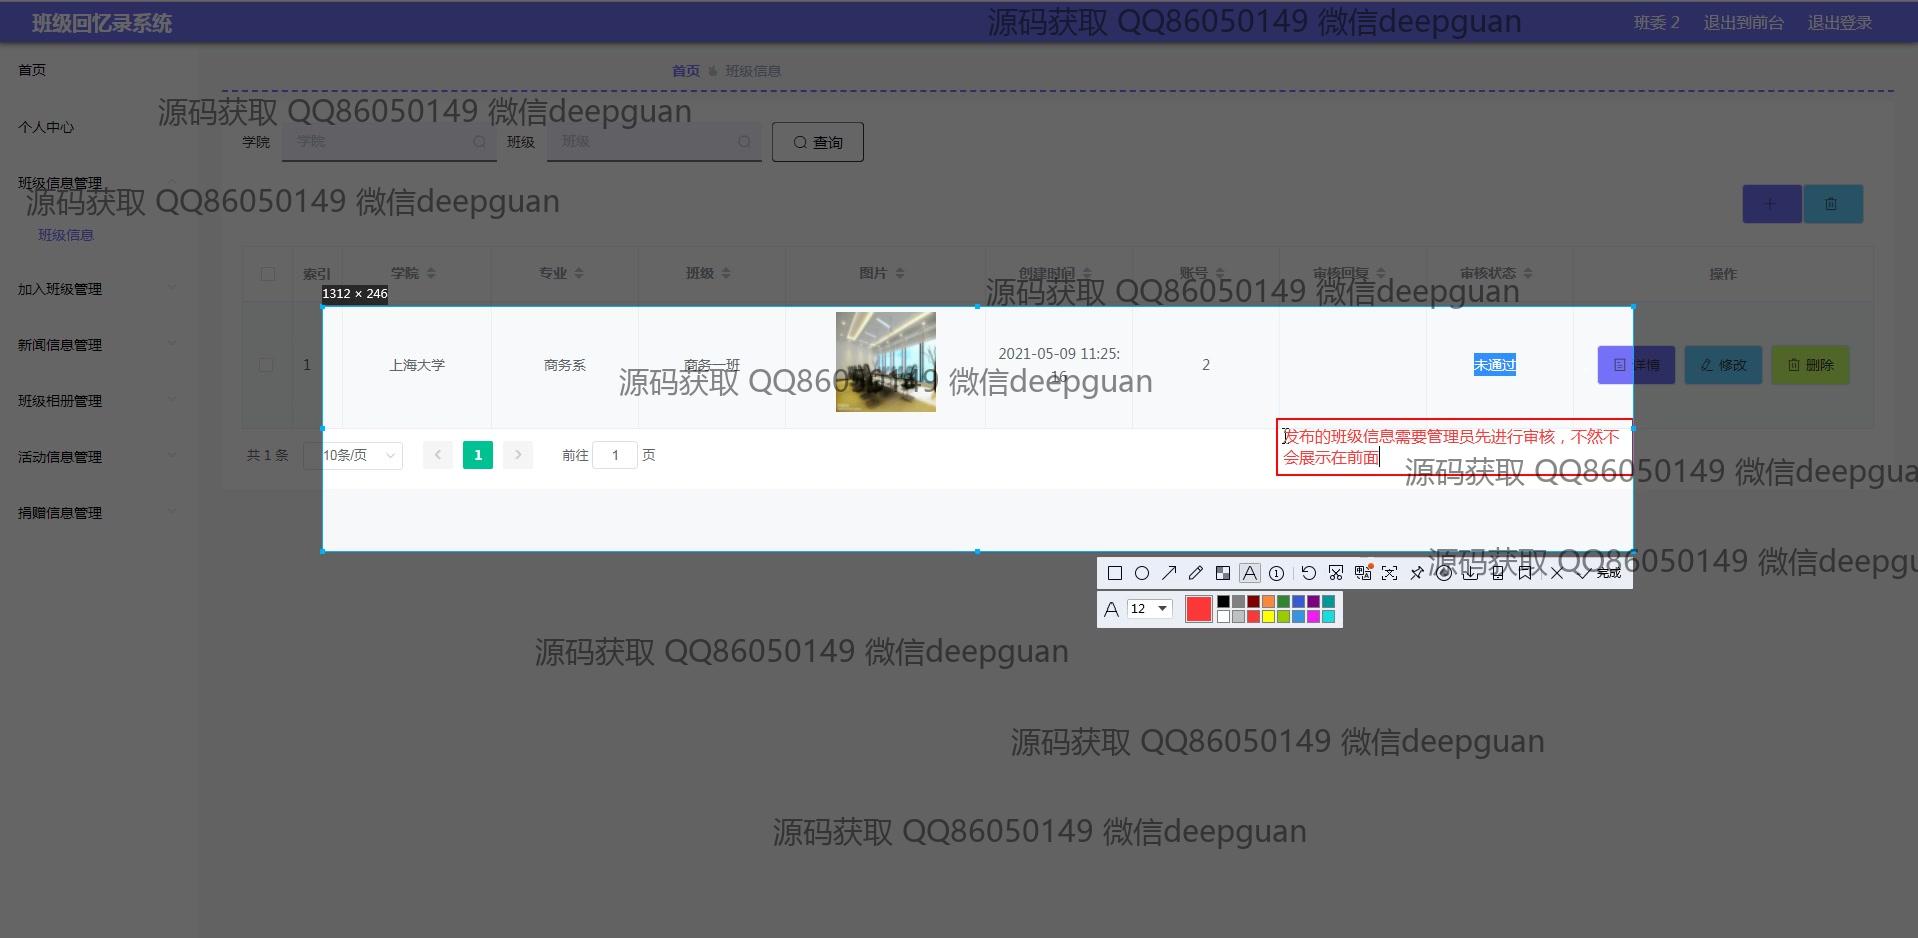 班级回忆录系统
源码获取 QQ86050149 微信deepguan
班委 2 退出到前台 退出登录
首页
首页 班级信息
个人中心
源码获取 QQ86050149 微信deepguan
学院 学院 班级 班级 查询
班级信息管理
源码获取 QQ86050149 微信deepguan
班级信息
索引 学院 专业 班级 图片 创建时间 账号 审核回复 审核状态 操作
源码获取 QQ86050149 微信deepguan
加入班级管理
1312 × 246
新闻信息管理
1 上海大学 商务系 商务一班 2021-05-09 11:25:
16
2 未通过 详情 修改 删除
源码获取 QQ86050149 微信deepguan
班级相册管理
发布的班级信息需要管理员先进行审核，不然不
会展示在前面
活动信息管理
共 1 条 10条/页 1 前往 1 页
源码获取 QQ86050149 微信deepguan
捐赠信息管理
源码获取 QQ86050149 微信deepgu
完成
A 12
源码获取 QQ86050149 微信deepguan
源码获取 QQ86050149 微信deepguan
源码获取 QQ86050149 微信deepguan